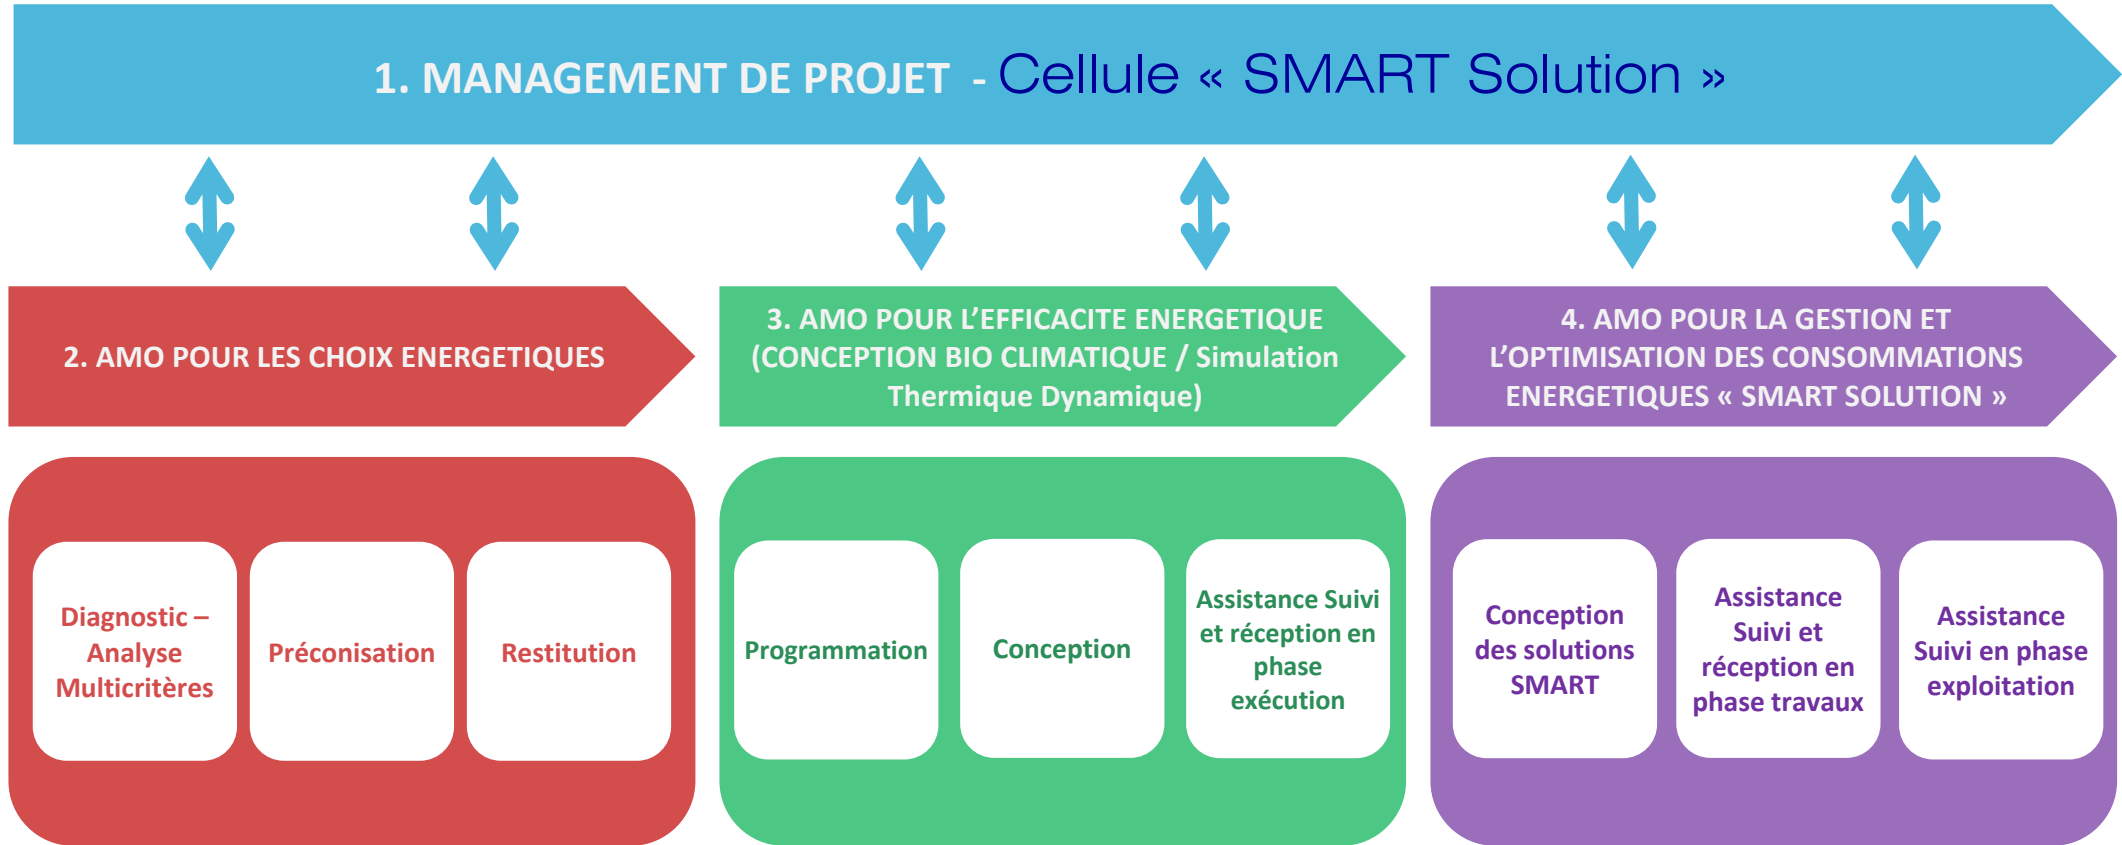 1. MANAGEMENT DE PROJET - Cellule « SMART Solution »
2. AMO POUR LES CHOIX ENERGETIQUES
3. AMO POUR L’EFFICACITE ENERGETIQUE
(CONCEPTION BIO CLIMATIQUE / Simulation
Thermique Dynamique)
4. AMO POUR LA GESTION ET
L’OPTIMISATION DES CONSOMMATIONS
ENERGETIQUES « SMART SOLUTION »
Diagnostic –
Analyse
Multicritères
Préconisation
Restitution
Programmation
Conception
Assistance Suivi
et réception en
phase
exécution
Conception
des solutions
SMART
Assistance
Suivi et
réception en
phase travaux
Assistance
Suivi en phase
exploitation